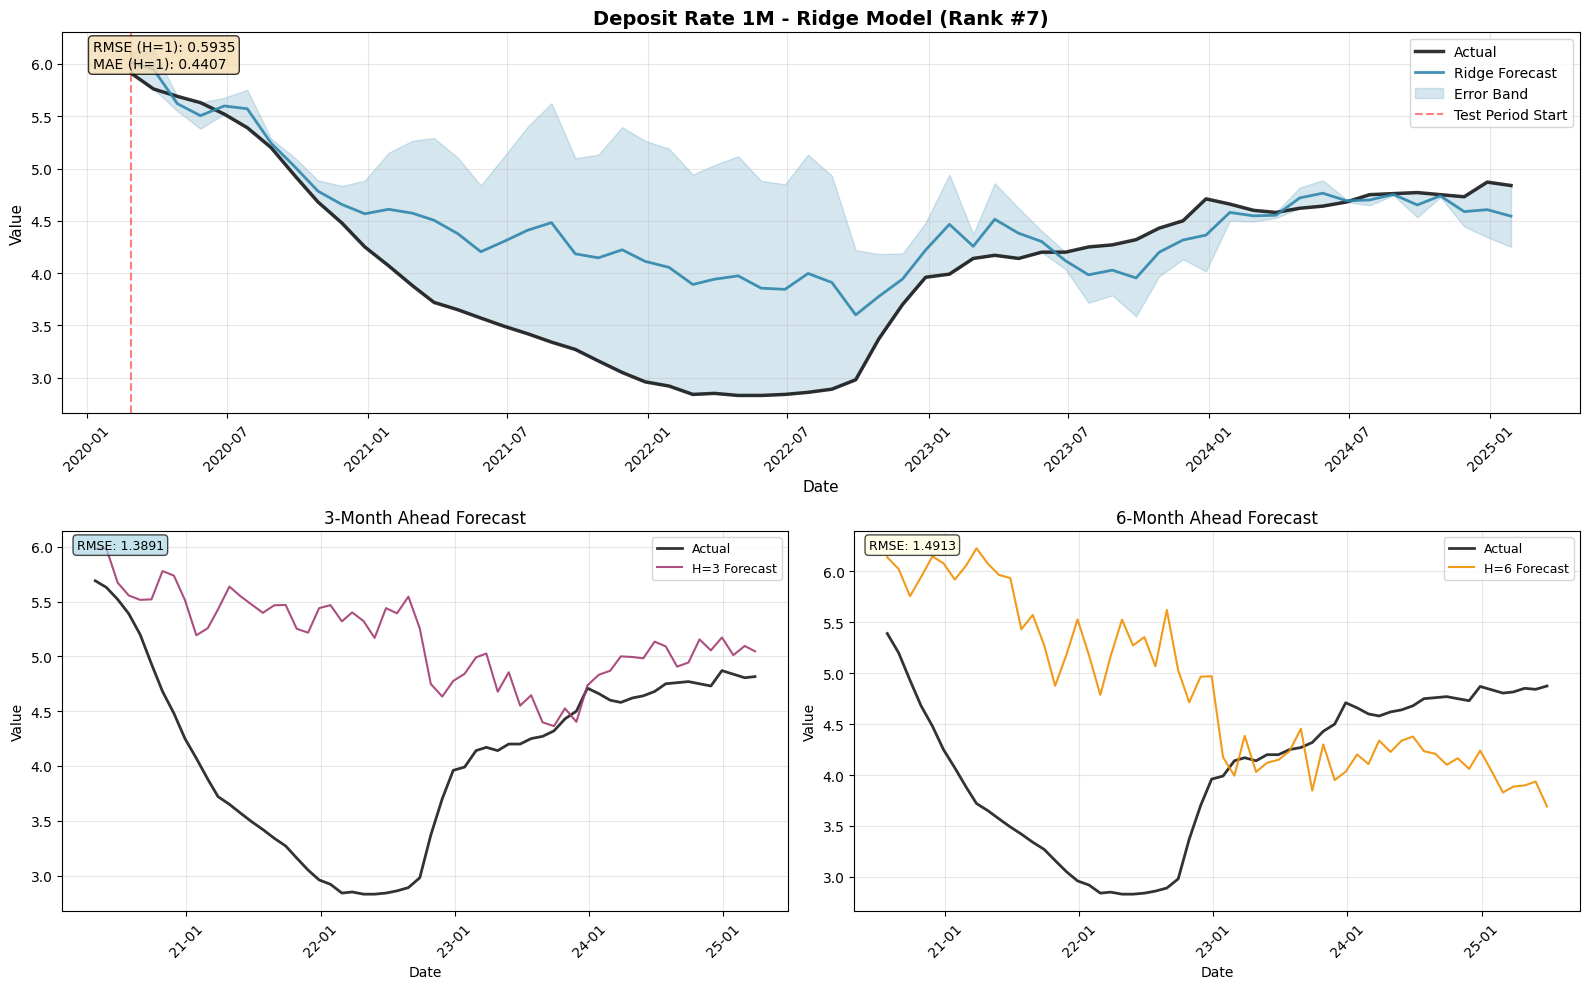 Deposit Rate 1M - Ridge Model (Rank #7)
RMSE (H=1): 0.5935
MAE (H=1): 0.4407
Actual
Ridge Forecast
Error Band
Test Period Start
Value
6.0
5.5
5.0
4.5
4.0
3.5
3.0
2020-01
2020-07
2021-01
2021-07
2022-01
2022-07
2023-01
2023-07
2024-01
2024-07
2025-01
Date
3-Month Ahead Forecast
RMSE: 1.3891
Actual
H=3 Forecast
Value
6.0
5.5
5.0
4.5
4.0
3.5
3.0
21-01
22-01
23-01
24-01
25-01
Date
6-Month Ahead Forecast
RMSE: 1.4913
Actual
H=6 Forecast
Value
6.0
5.5
5.0
4.5
4.0
3.5
3.0
21-01
22-01
23-01
24-01
25-01
Date